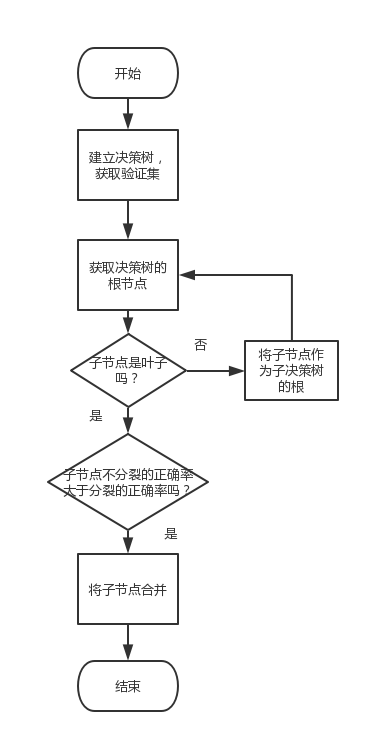 开始
建立决策树，
获取验证集
获取决策树的
根节点
子节点是叶子
吗？
否
将子节点作
为子决策树
的根
是
子节点不分裂的正确率
大于分裂的正确率吗？
是
将子节点合并
结束